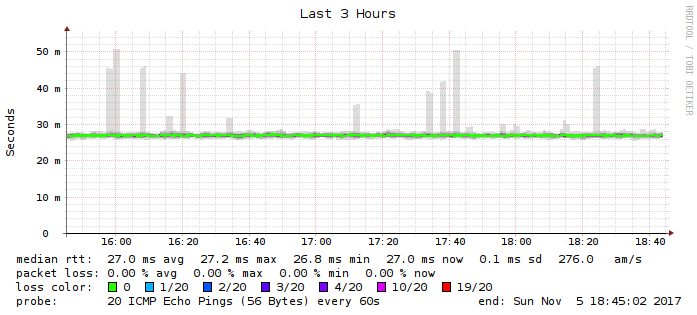 Last 3 Hours
RRDTOOL / TOBI OETIKER
Seconds
50 m
40 m
30 m
20 m
10 m
0
16:00 16:20 16:40 17:00 17:20 17:40 18:00 18:20 18:40
median rtt: 27.0 ms avg 27.2 ms max 26.8 ms min 27.0 ms now 0.1 ms sd 276.0 am/s
packet loss: 0.00 % avg 0.00 % max 0.00 % min 0.00 % now
loss color: 0 1/20 2/20 3/20 4/20 10/20 19/20
probe: 20 ICMP Echo Pings (56 Bytes) every 60s end: Sun Nov 5 18:45:02 2017